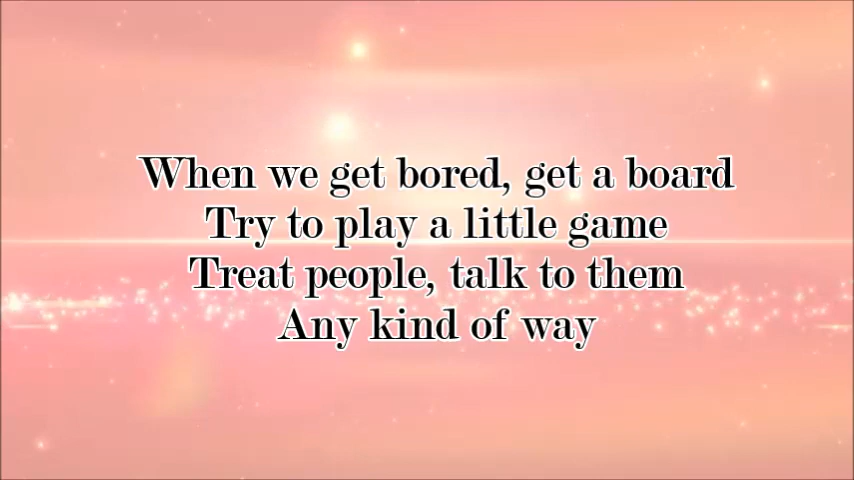 When we get bored, get a board
Try to play a little game
Treat people, talk to them
Any kind of way